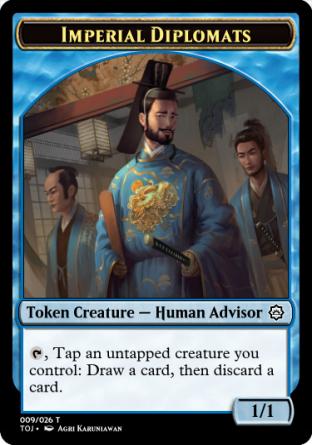 IMPERIAL DIPLOMATS
Token Creature — Human Advisor
, Tap an untapped creature you
control: Draw a card, then discard a
card.
1/1
009/026 T
TOJ • AGRI KARUNIAWAN